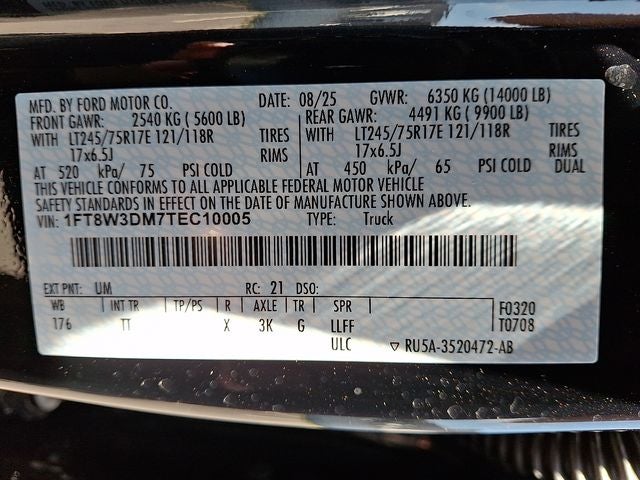 MFD. BY FORD MOTOR CO. DATE: 08/25 GVWR: 6350 KG (14000 LB)
FRONT GAWR: 2540 KG (5600 LB) REAR GAWR: 4491 KG (9900 LB)
WITH LT245/75R17E 121/118R TIRES WITH LT245/75R17E 121/118R TIRES
17x6.5J RIMS 17x6.5J RIMS
AT 520 kPa/ 75 PSI COLD AT 450 kPa/ 65 PSI COLD DUAL
THIS VEHICLE CONFORMS TO ALL APPLICABLE FEDERAL MOTOR VEHICLE
SAFETY STANDARDS IN EFFECT ON THE DATE OF MANUFACTURE SHOWN ABOVE.
VIN: 1FT8W3DM7TEC10005 TYPE: Truck
EXT PNT: UM RC: 21 DSO:
WB | INT TR | TP/PS | R | AXLE | TR | SPR | F0320
176 TT X 3K G LLFF T0708
ULC ▽ RU5A-3520472-AB